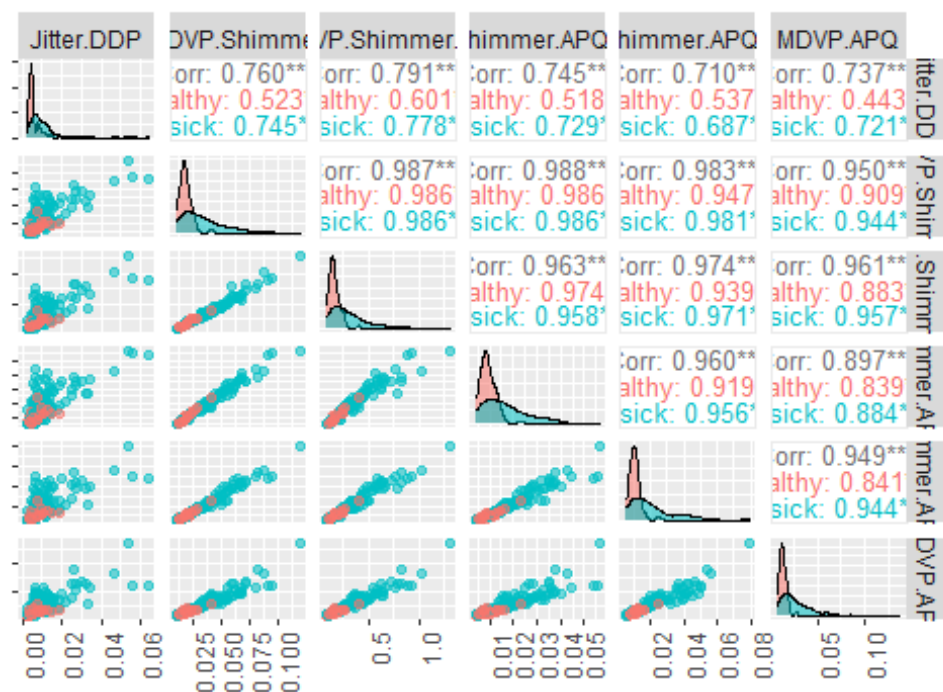 Jitter.DDP DVP.Shimme VP.Shimmer. himmer.APQ himmer.APQ MDVP.APQ
Corr: 0.760** Corr: 0.791** Corr: 0.745** Corr: 0.710** Corr: 0.737**
althy: 0.523 althy: 0.601 althy: 0.518 althy: 0.537 althy: 0.443
sick: 0.745* sick: 0.778* sick: 0.729* sick: 0.687* sick: 0.721*
itter.DD
Corr: 0.987** Corr: 0.988** Corr: 0.983** Corr: 0.950**
althy: 0.986 althy: 0.986 althy: 0.947 althy: 0.909
sick: 0.986* sick: 0.986* sick: 0.981* sick: 0.944*
VP.Shim
Corr: 0.963** Corr: 0.974** Corr: 0.961**
althy: 0.974 althy: 0.939 althy: 0.883
sick: 0.958* sick: 0.971* sick: 0.957*
.Shimm
Corr: 0.960** Corr: 0.897**
althy: 0.919 althy: 0.839
sick: 0.956* sick: 0.884*
mmer.AF
Corr: 0.949**
althy: 0.841
sick: 0.944*
mmer.AF
DVP.AF
0.00 0.02 0.04 0.06 0.025 0.050 0.075 0.100 0.5 1.0 0.01 0.02 0.03 0.04 0.05 0.02 0.04 0.06 0.08 0.05 0.10